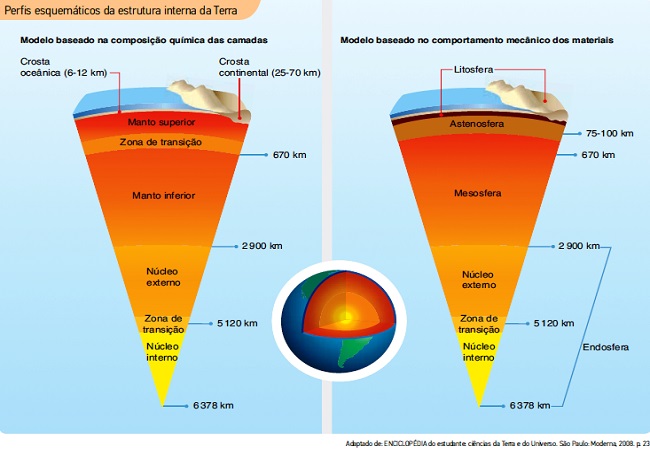 Perfis esquemáticos da estrutura interna da Terra
Modelo baseado na composição química das camadas
Crosta
oceânica (6-12 km)
Crosta
continental (25-70 km)
Manto superior
Zona de transição
670 km
Manto inferior
2 900 km
Núcleo
externo
Zona de
transição
5 120 km
Núcleo
interno
6 378 km
Modelo baseado no comportamento mecânico dos materiais
Litosfera
Astenosfera
75-100 km
670 km
Mesosfera
2 900 km
Núcleo
externo
Zona de
transição
5 120 km
Núcleo
interno
Endosfera
6 378 km
Adaptado de: ENCICLOPÉDIA do estudante: ciências da Terra e do Universo. São Paulo: Moderna, 2008. p. 23